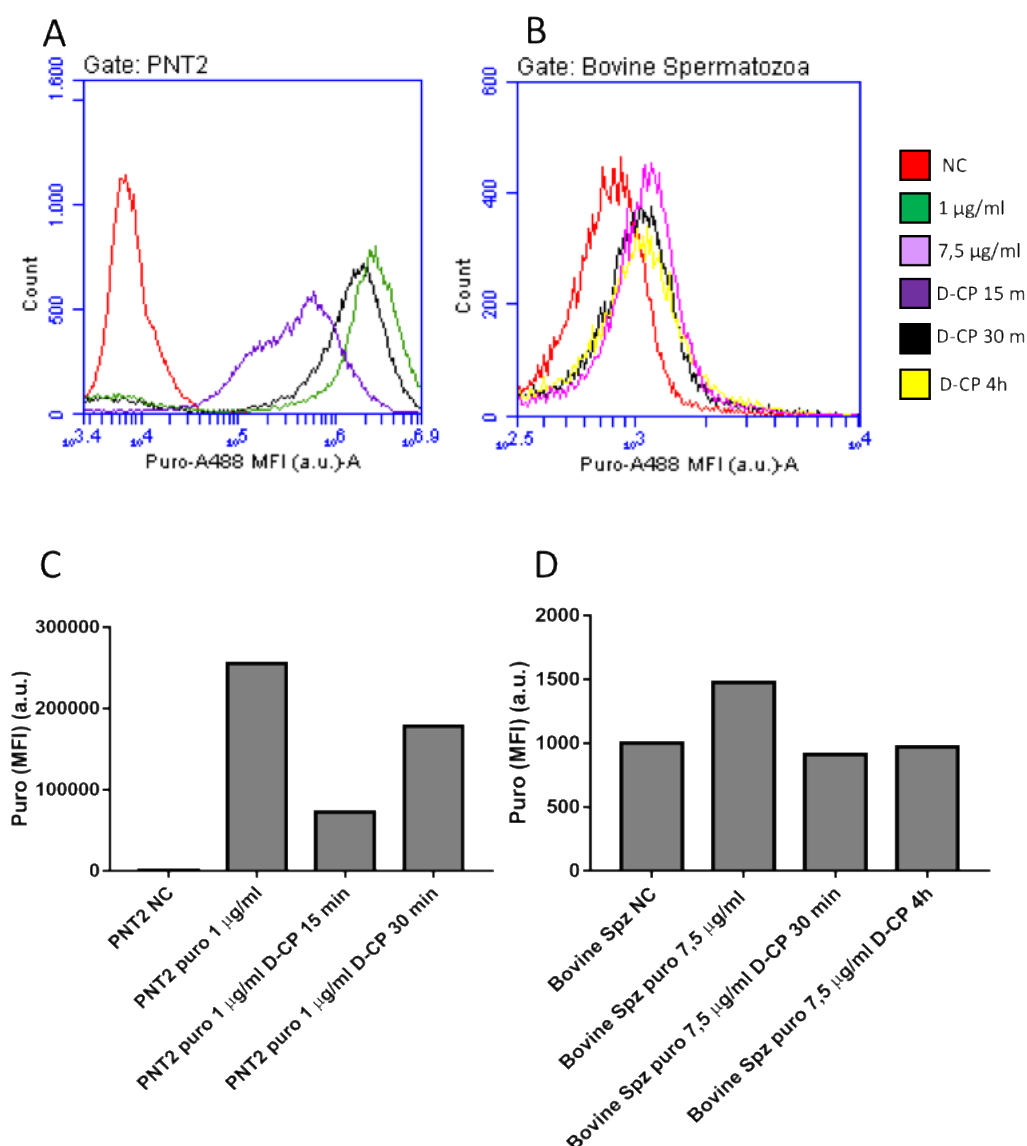 A
B
Gate: PNT2
Gate: Bovine Spermatozoa
1.600
1.000
500
0
Count
10^3.4
10^4
10^5
10^6
10^6.9
Puro-A488 MFI (a.u.)-A
600
400
200
0
Count
10^2.5
10^3
10^4
Puro-A488 MFI (a.u.)-A
NC
1 µg/ml
7,5 µg/ml
D-CP 15 m
D-CP 30 m
D-CP 4h
C
D
Puro (MFI) (a.u.)
300000
200000
100000
0
PNT2 NC
PNT2 puro 1 µg/ml
PNT2 puro 1 µg/ml D-CP 15 min
PNT2 puro 1 µg/ml D-CP 30 min
Puro (MFI) (a.u.)
2000
1500
1000
500
0
Bovine Spz NC
Bovine Spz puro 7,5 µg/ml
Bovine Spz puro 7,5 µg/ml D-CP 30 min
Bovine Spz puro 7,5 µg/ml D-CP 4h